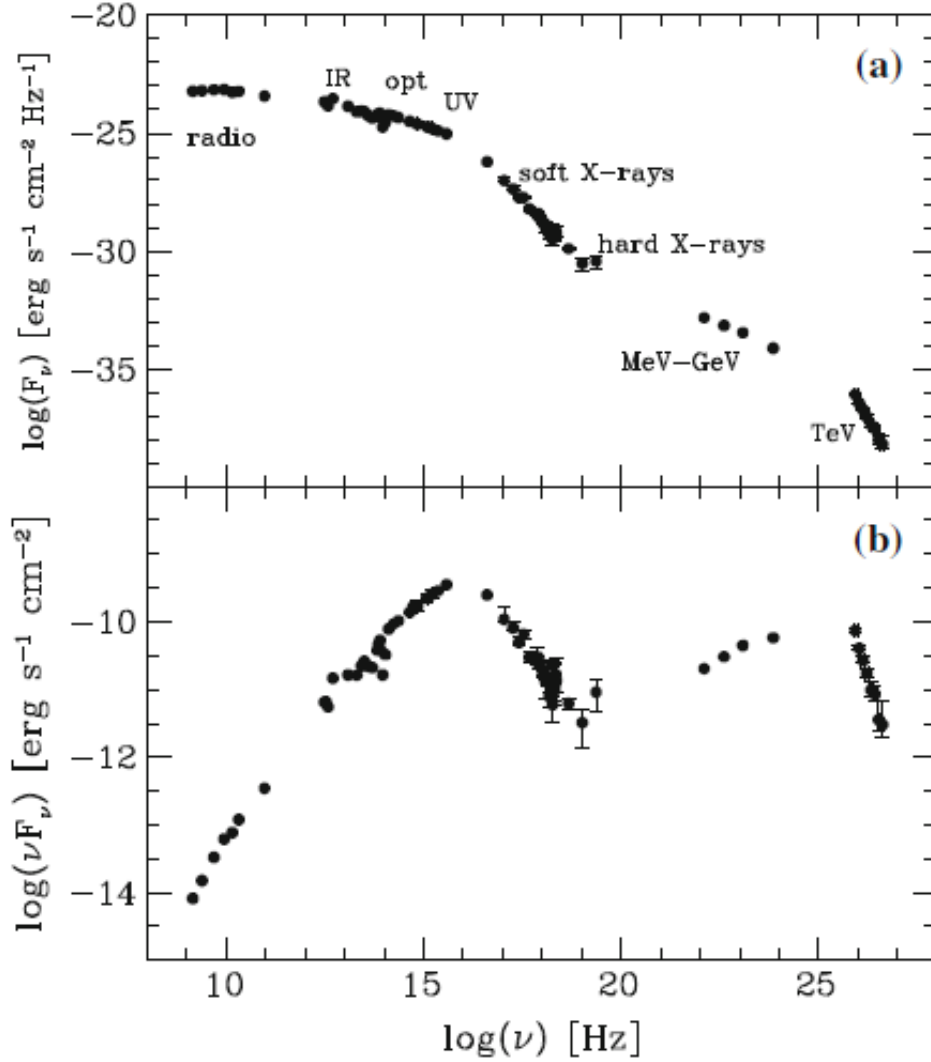 −20
−25
−30
−35
log(Fν) [erg s⁻¹ cm⁻² Hz⁻¹]
(a)
IR opt
UV
radio
soft X−rays
hard X−rays
MeV−GeV
TeV
−10
−12
−14
log(νFν) [erg s⁻¹ cm⁻²]
(b)
10 15 20 25
log(ν) [Hz]